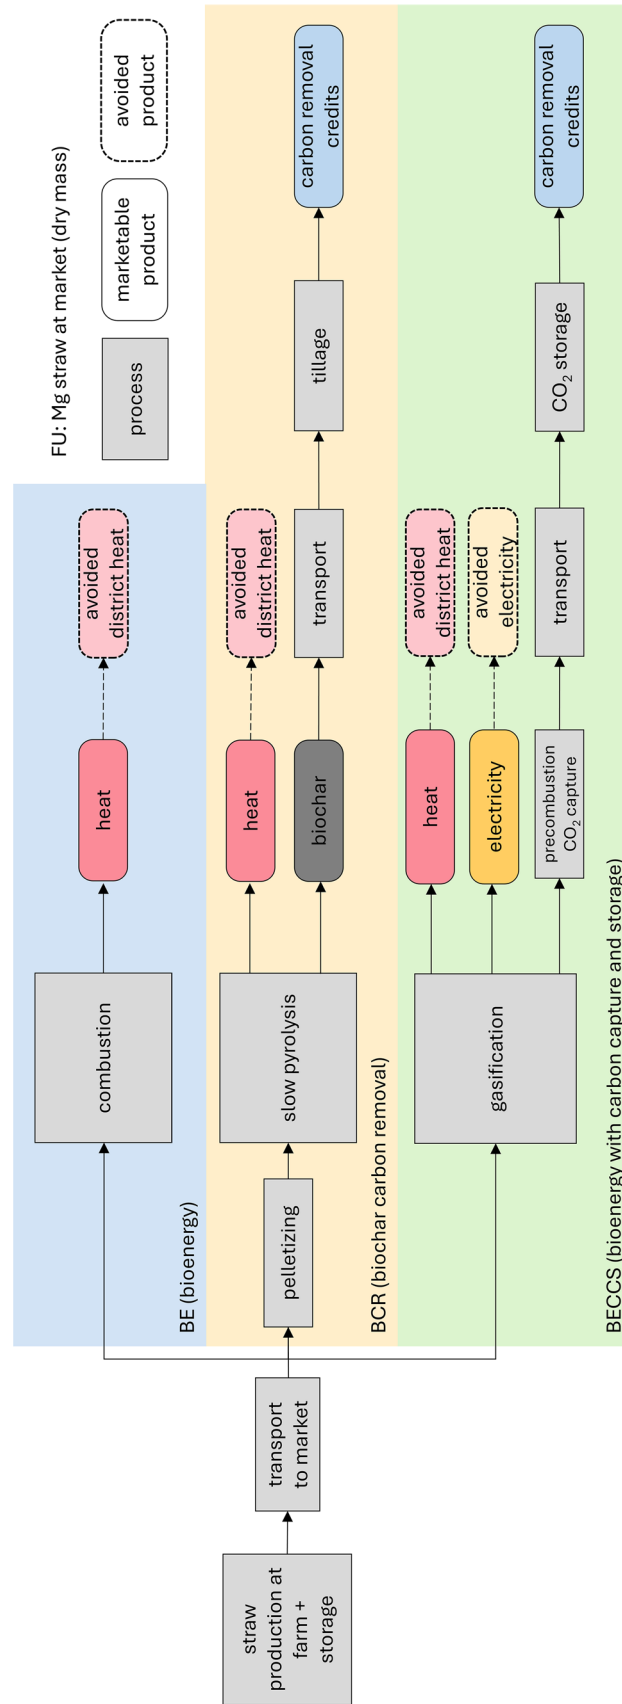 FU: Mg straw at market (dry mass)
process
marketable
product
avoided
product
straw
production at
farm +
storage
transport
to market
combustion
heat
avoided
district heat
BE (bioenergy)
pelletizing
slow pyrolysis
heat
avoided
district heat
biochar
transport
tillage
carbon removal
credits
BCR (biochar carbon removal)
gasification
heat
avoided
district heat
electricity
avoided
electricity
precombustion
CO₂ capture
transport
CO₂ storage
carbon removal
credits
BECCS (bioenergy with carbon capture and storage)